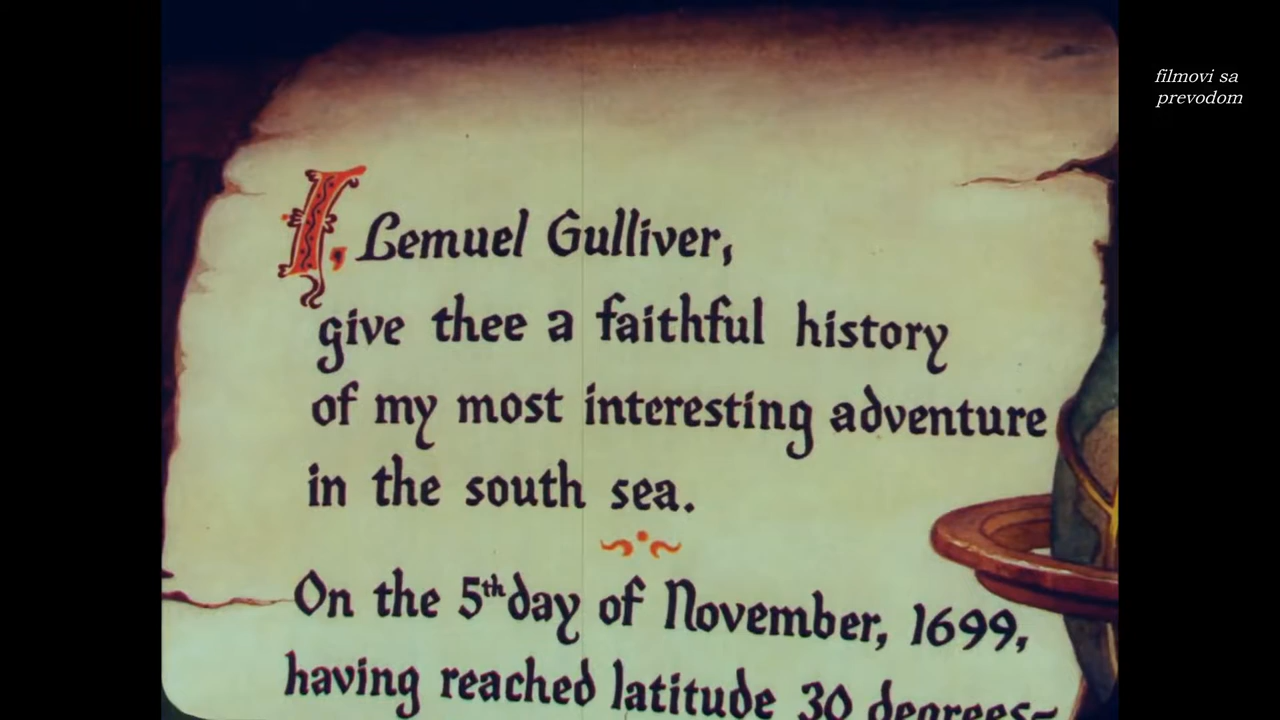 filmovi sa
prevodom
I, Lemuel Gulliver,
give thee a faithful history
of my most interesting adventure
in the south sea.
On the 5th day of November, 1699,
having reached latitude 30 degrees-